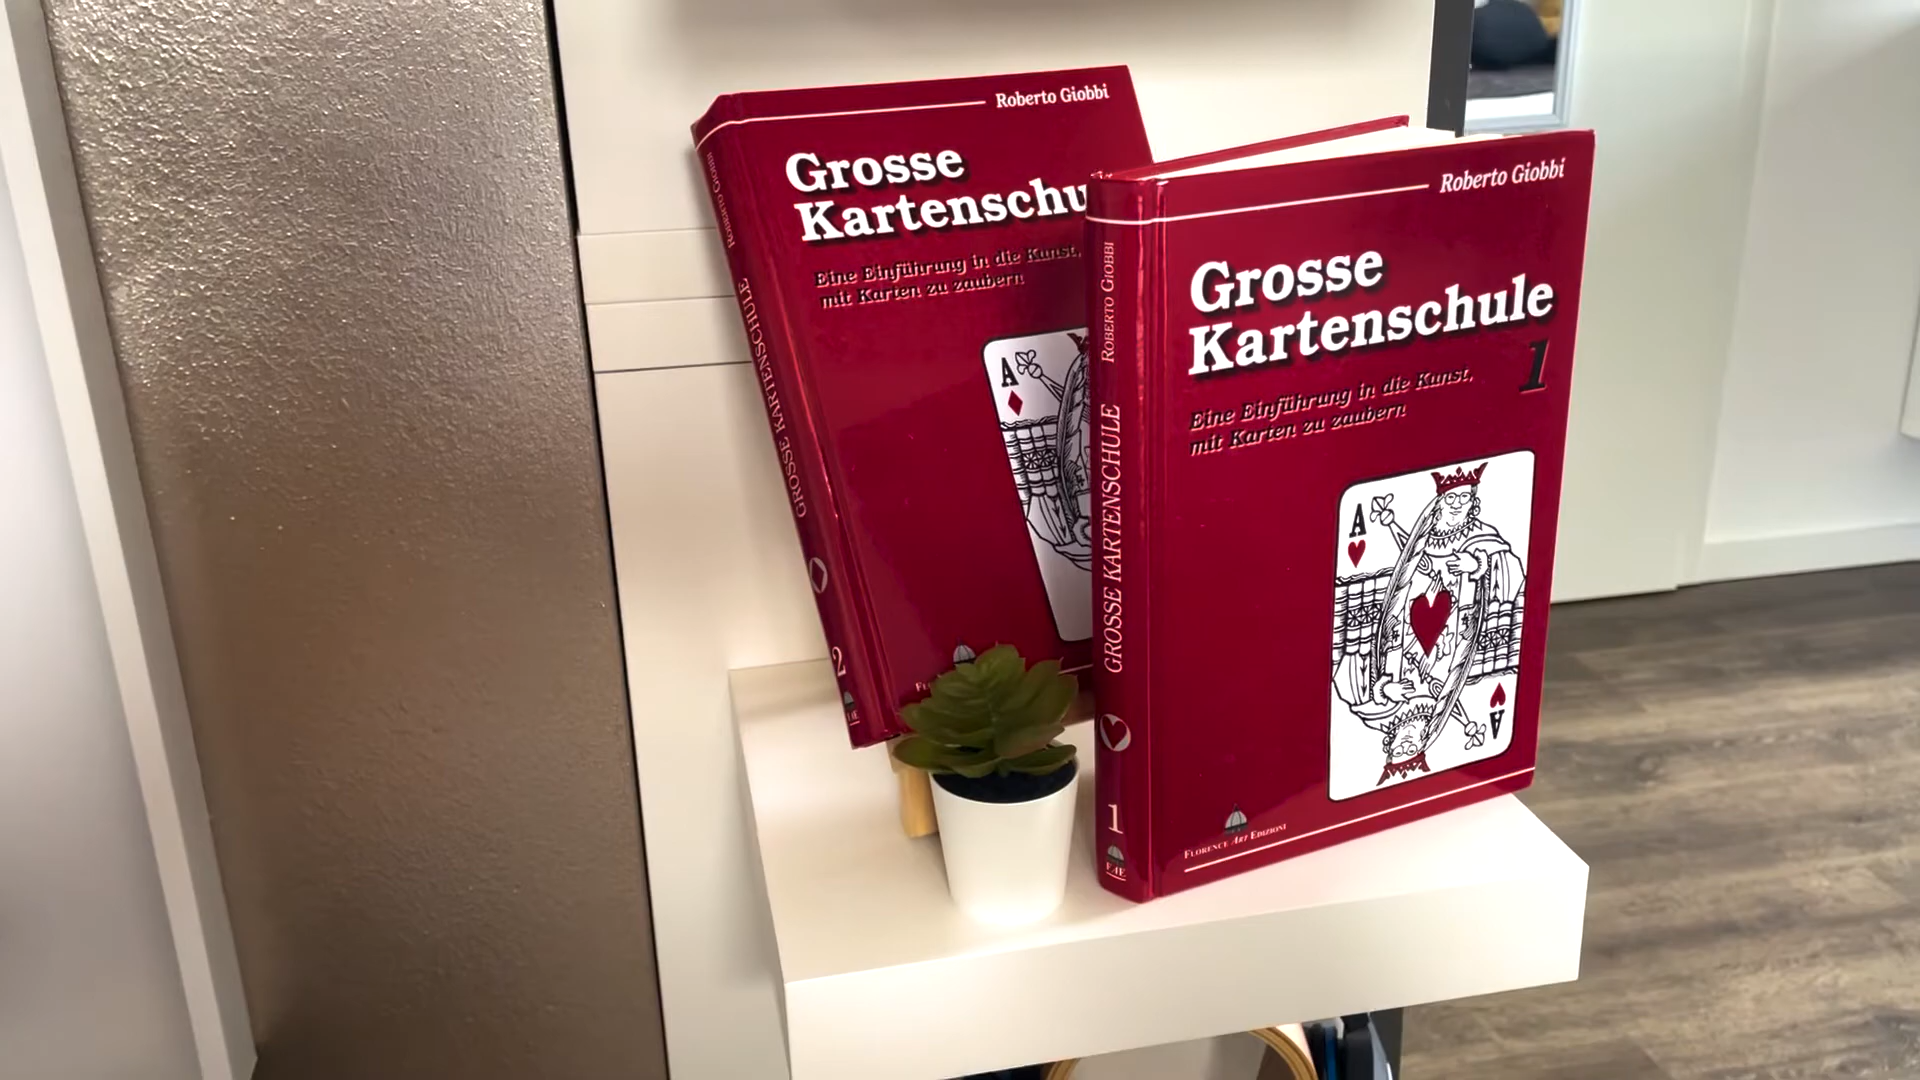 Roberto Giobbi
Grosse
Kartenschu
Eine Einführung in die Kunst,
mit Karten zu zaubern
A
ROBERTO GIOBBI
GROSSE KARTENSCHULE
2
FAE
Roberto Giobbi
Grosse
Kartenschule
1
Eine Einführung in die Kunst,
mit Karten zu zaubern
A
A
FLORENCE ART EDIZIONI
ROBERTO GIOBBI
GROSSE KARTENSCHULE
1
FAE